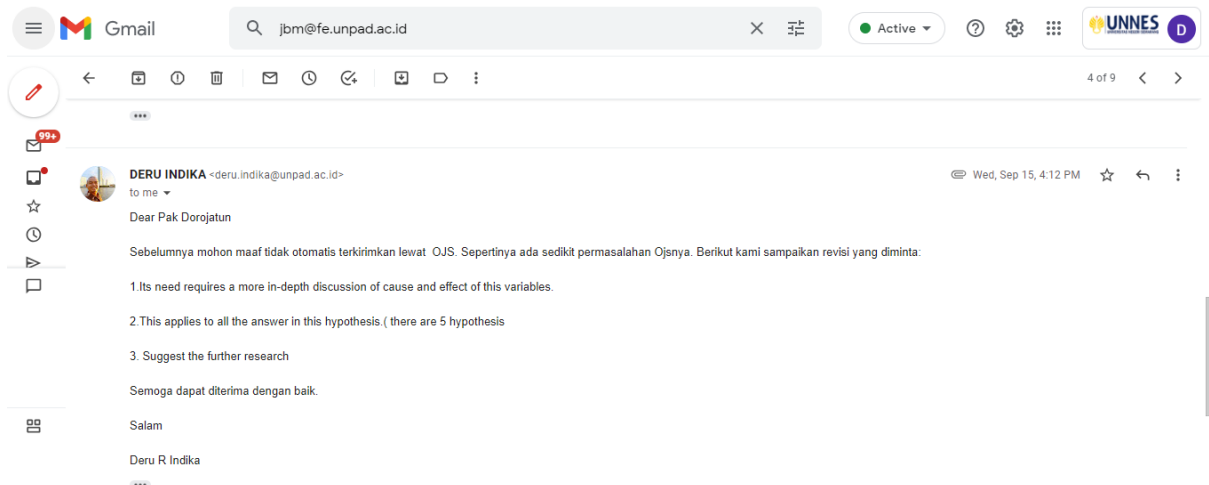 Gmail
jbm@fe.unpad.ac.id
Active
UNNES
D
4 of 9
99+
DERU INDIKA <deru.indika@unpad.ac.id>
Wed, Sep 15, 4:12 PM
to me
Dear Pak Dorojatun
Sebelumnya mohon maaf tidak otomatis terkirimkan lewat OJS. Sepertinya ada sedikit permasalahan Ojsnya. Berikut kami sampaikan revisi yang diminta:
1.Its need requires a more in-depth discussion of cause and effect of this variables.
2.This applies to all the answer in this hypothesis.( there are 5 hypothesis
3. Suggest the further research
Semoga dapat diterima dengan baik.
Salam
Deru R Indika